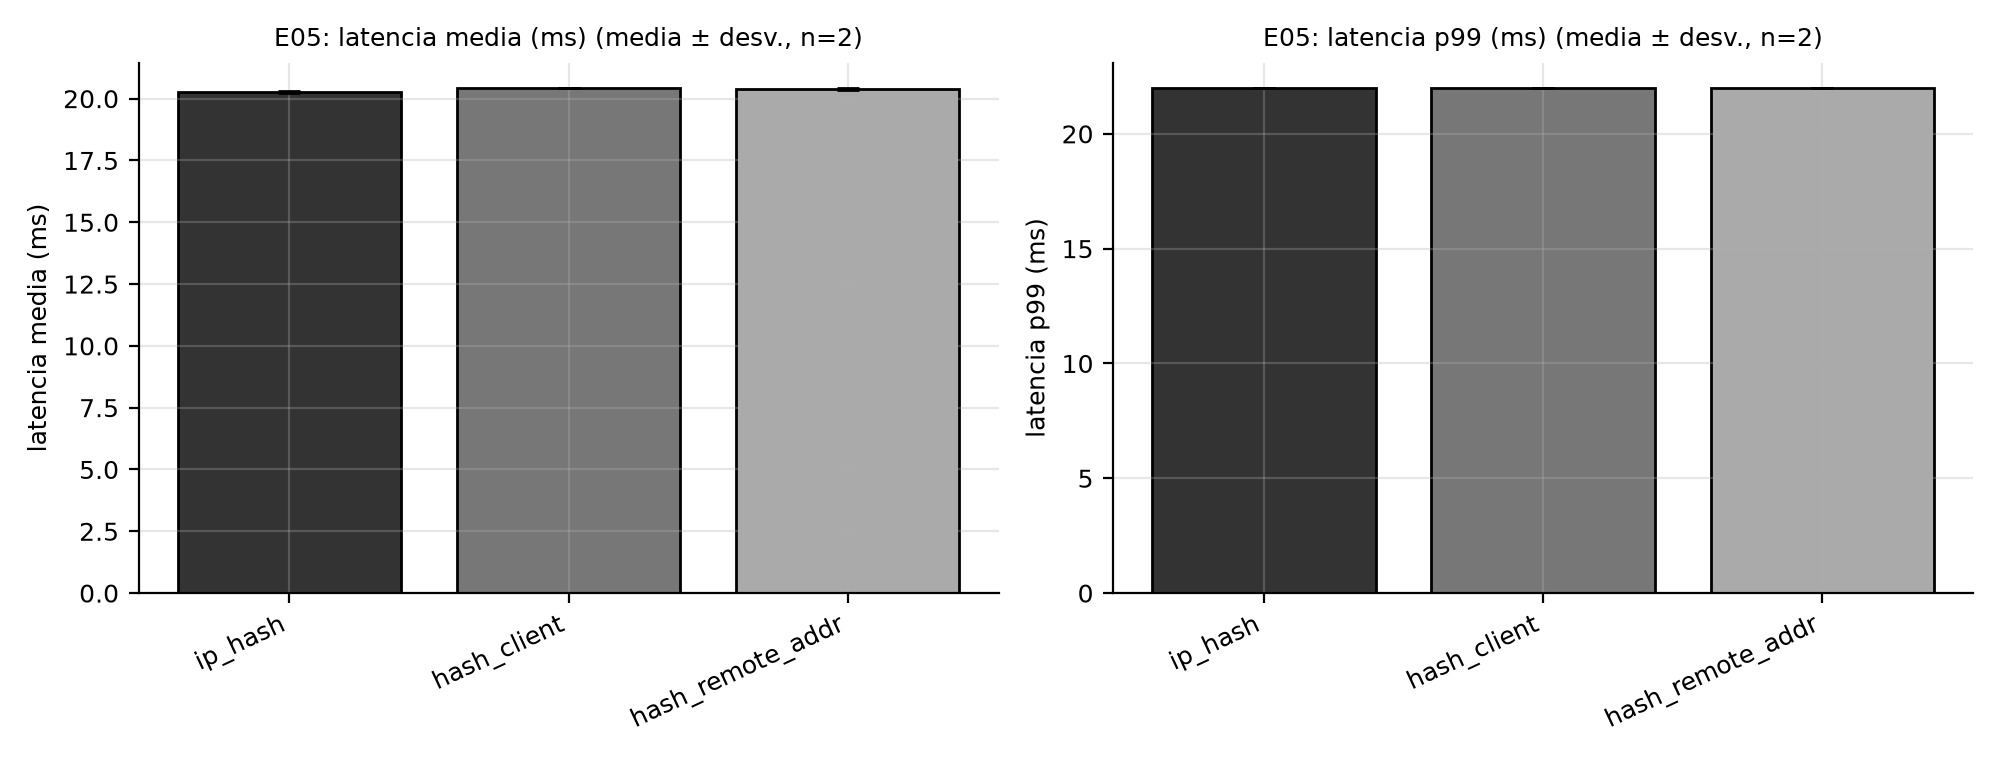 E05: latencia media (ms) (media ± desv., n=2)
latencia media (ms)
20.0
17.5
15.0
12.5
10.0
7.5
5.0
2.5
0.0
ip_hash
hash_client
hash_remote_addr
E05: latencia p99 (ms) (media ± desv., n=2)
latencia p99 (ms)
20
15
10
5
0
ip_hash
hash_client
hash_remote_addr